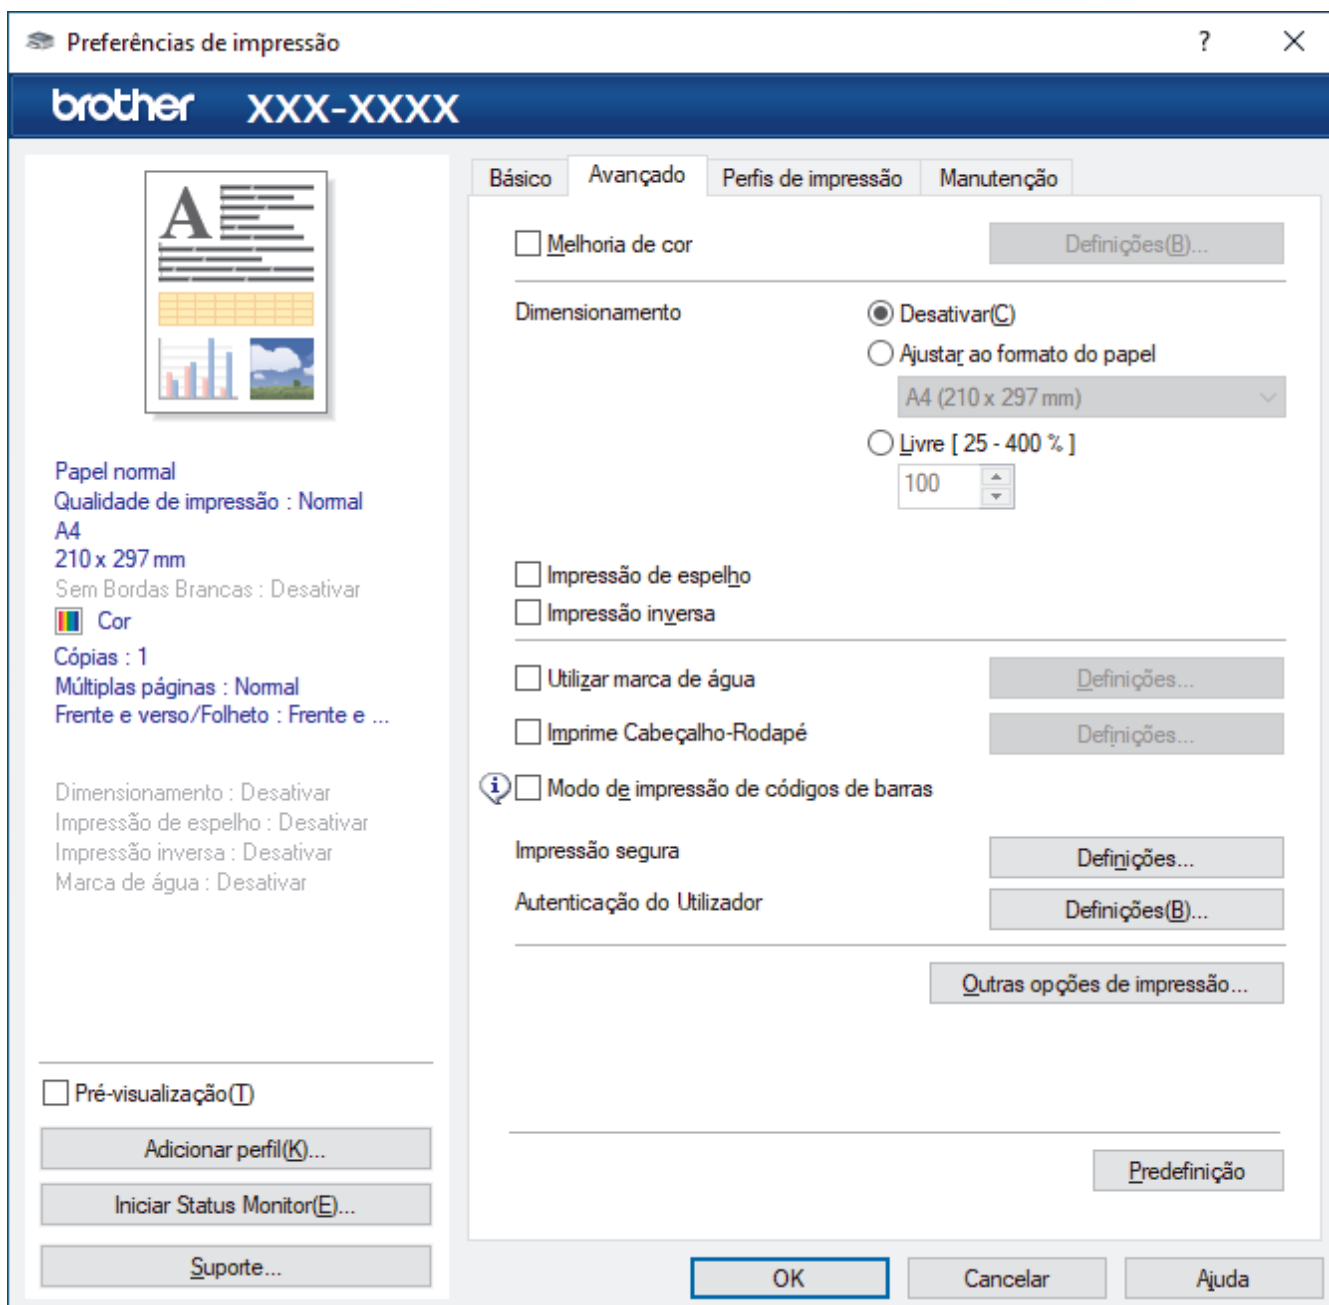 Preferências de impressão
brother XXX-XXXX
A
Papel normal
Qualidade de impressão : Normal
A4
210 x 297 mm
Sem Bordas Brancas : Desativar
Cor
Cópias : 1
Múltiplas páginas : Normal
Frente e verso/Folheto : Frente e ...
Dimensionamento : Desativar
Impressão de espelho : Desativar
Impressão inversa : Desativar
Marca de água : Desativar
Pré-visualização(T)
Adicionar perfil(K)...
Iniciar Status Monitor(E)...
Suporte...
Básico Avançado Perfis de impressão Manutenção
Melhoria de cor Definições(B)...
Dimensionamento Desativar(C)
Ajustar ao formato do papel
A4 (210 x 297 mm)
Livre [ 25 - 400 % ]
100
Impressão de espelho
Impressão inversa
Utilizar marca de água Definições...
Imprime Cabeçalho-Rodapé Definições...
Modo de impressão de códigos de barras
Impressão segura Definições...
Autenticação do Utilizador Definições(B)...
Outras opções de impressão...
Predefinição
OK Cancelar Ajuda